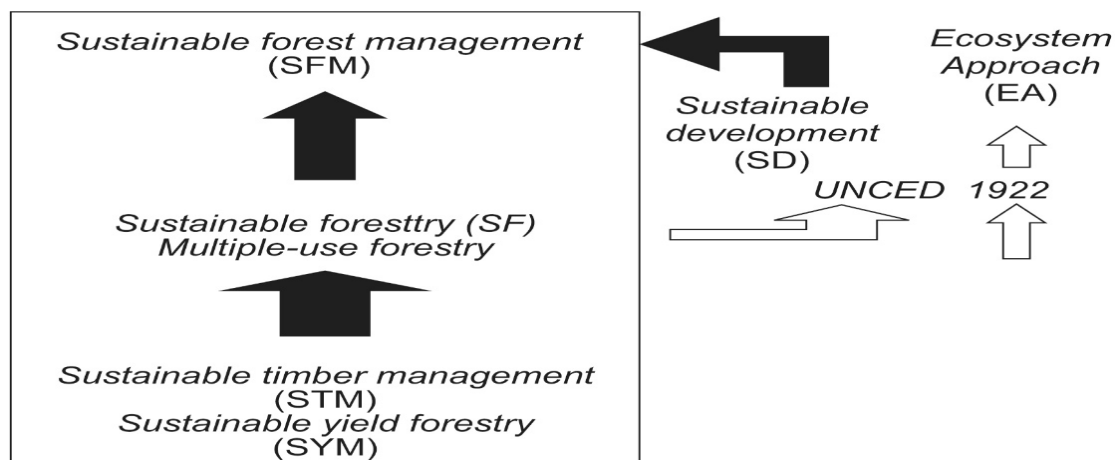 Sustainable forest management
(SFM)
Sustainable foresttry (SF)
Multiple-use forestry
Sustainable timber management
(STM)
Sustainable yield forestry
(SYM)
Sustainable
development
(SD)
Ecosystem
Approach
(EA)
UNCED 1922